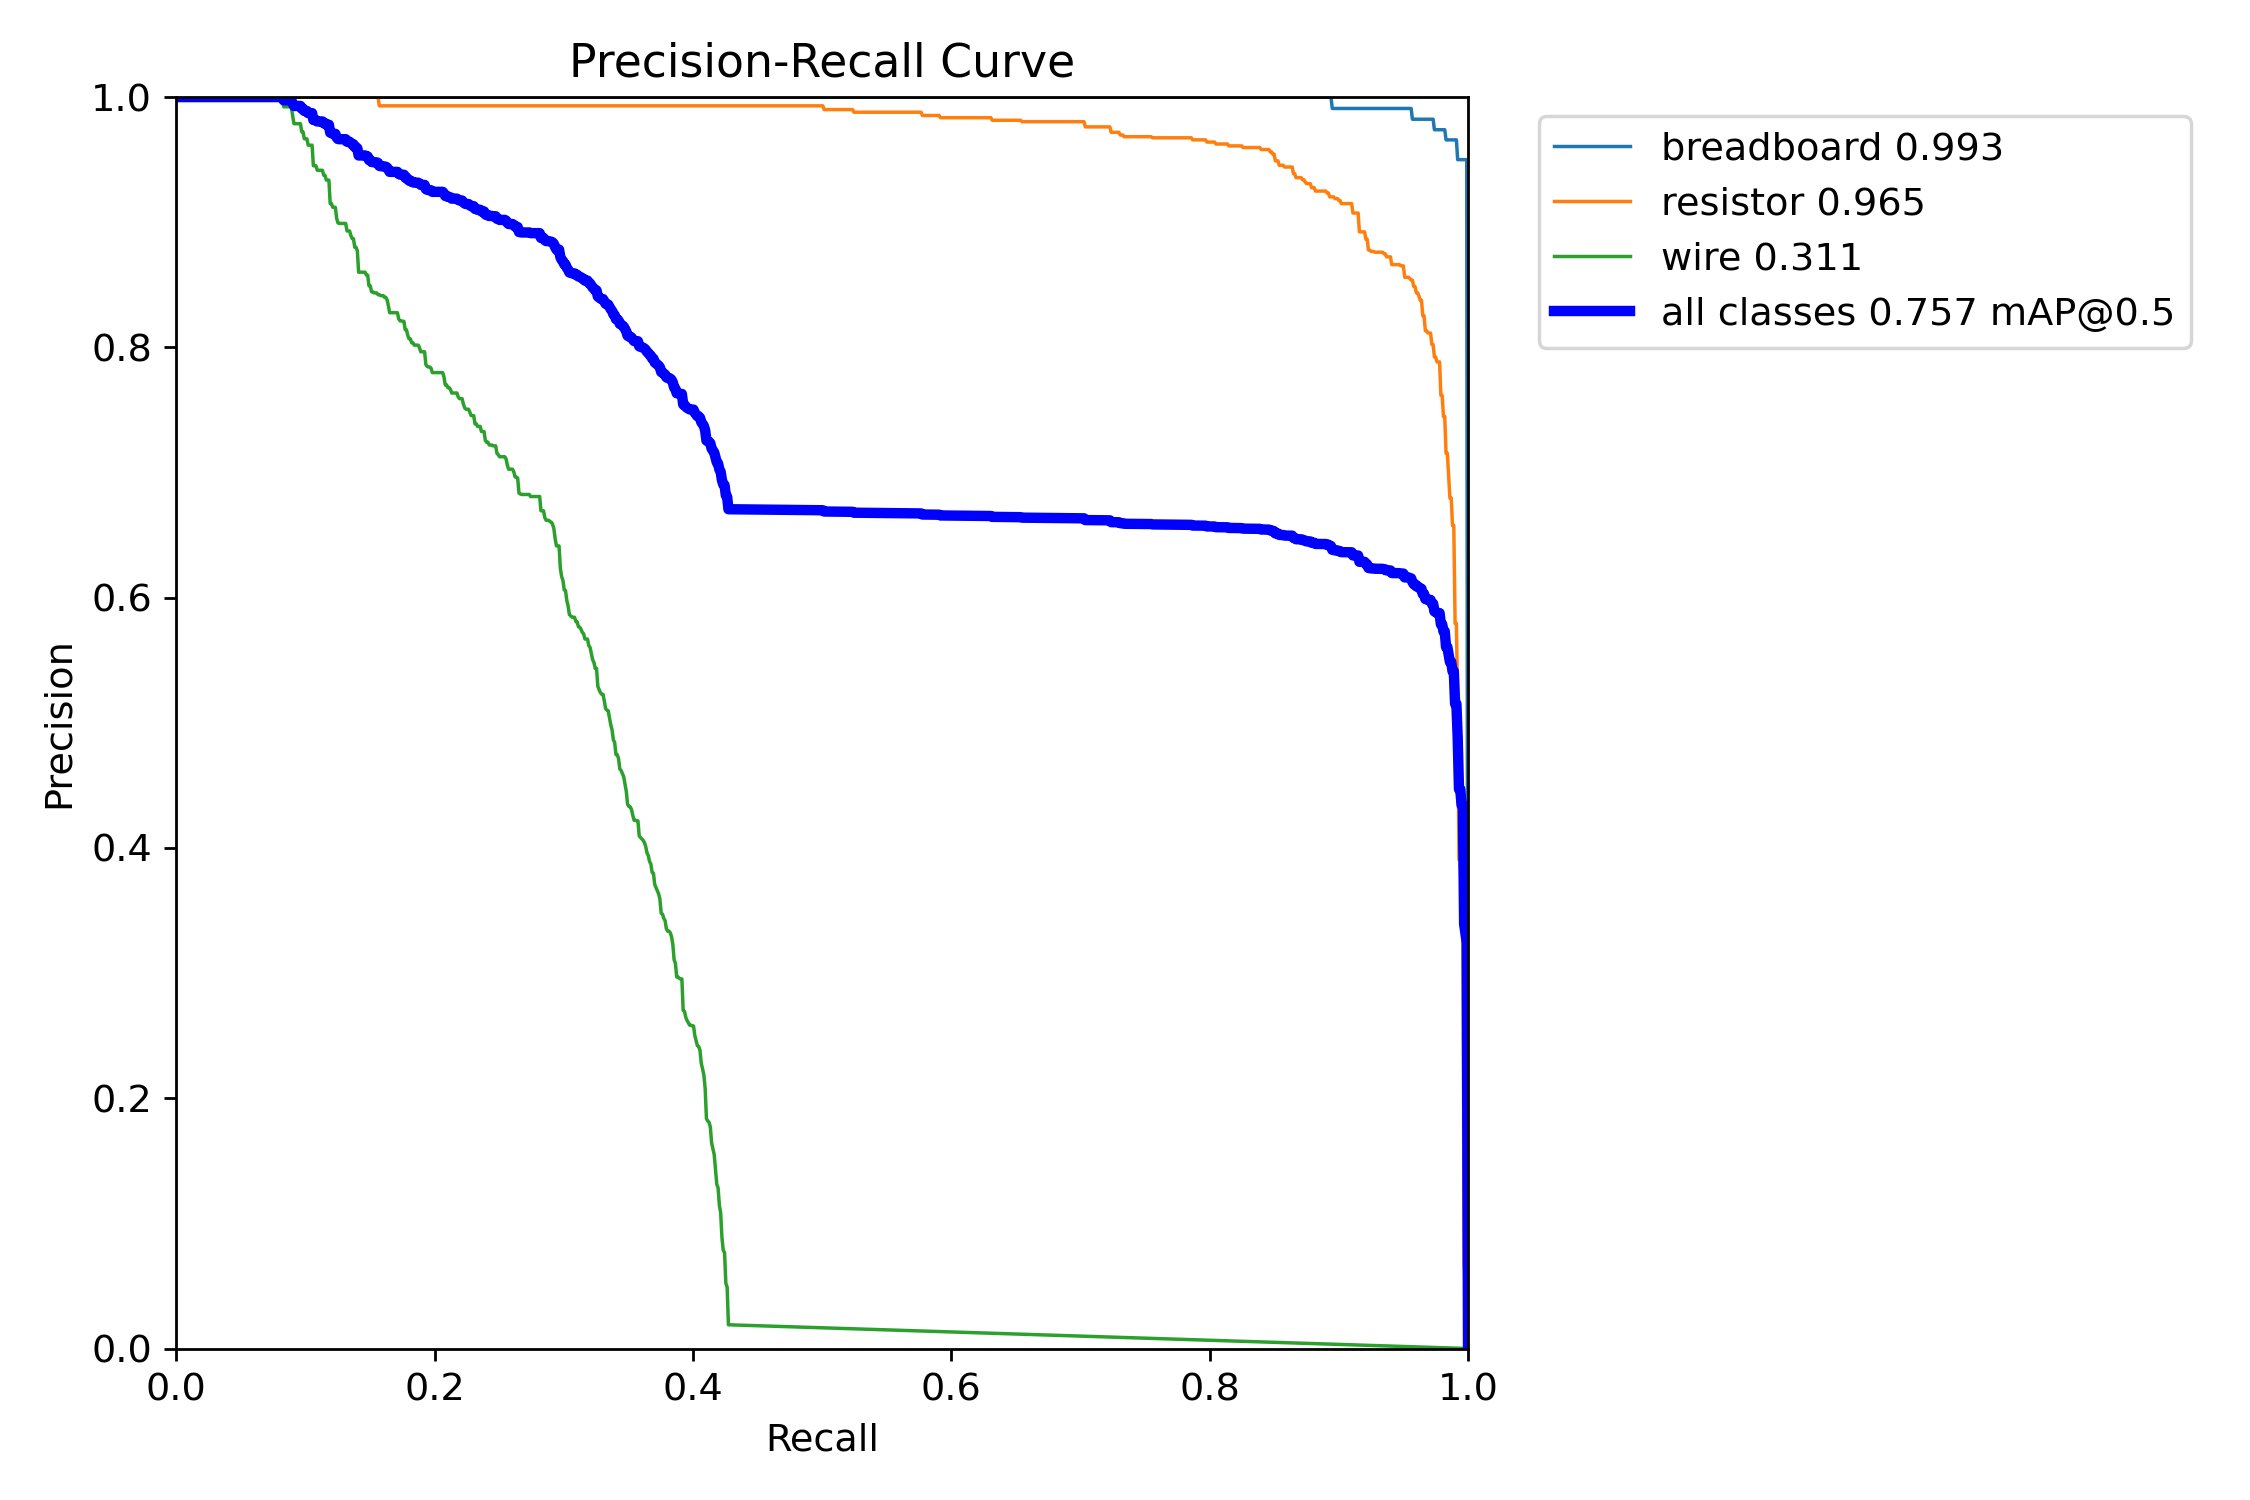 Precision-Recall Curve
1.0
0.8
0.6
0.4
0.2
0.0
Precision
0.0 0.2 0.4 0.6 0.8 1.0
Recall
breadboard 0.993
resistor 0.965
wire 0.311
all classes 0.757 mAP@0.5